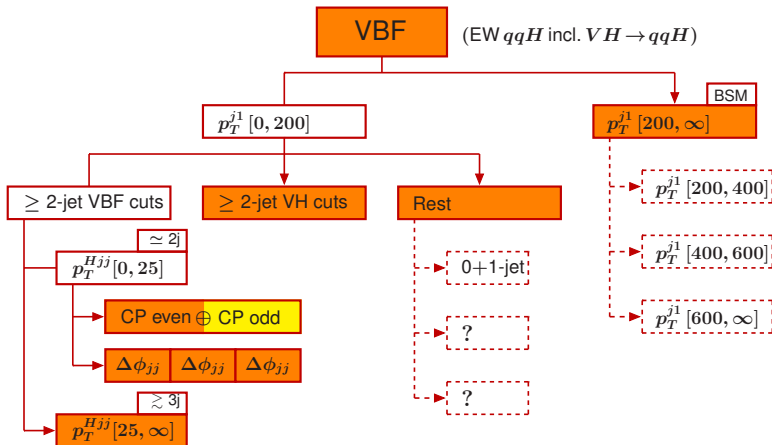 VBF
(EW qqH incl. VH → qqH)
BSM
p_T^{j1} [0, 200]
p_T^{j1} [200, ∞]
≥ 2-jet VBF cuts
≥ 2-jet VH cuts
Rest
p_T^{j1} [200, 400]
≃ 2j
p_T^{Hjj} [0, 25]
0+1-jet
p_T^{j1} [400, 600]
CP even ⊕ CP odd
?
p_T^{j1} [600, ∞]
Δϕ_{jj} Δϕ_{jj} Δϕ_{jj}
?
≳ 3j
p_T^{Hjj} [25, ∞]